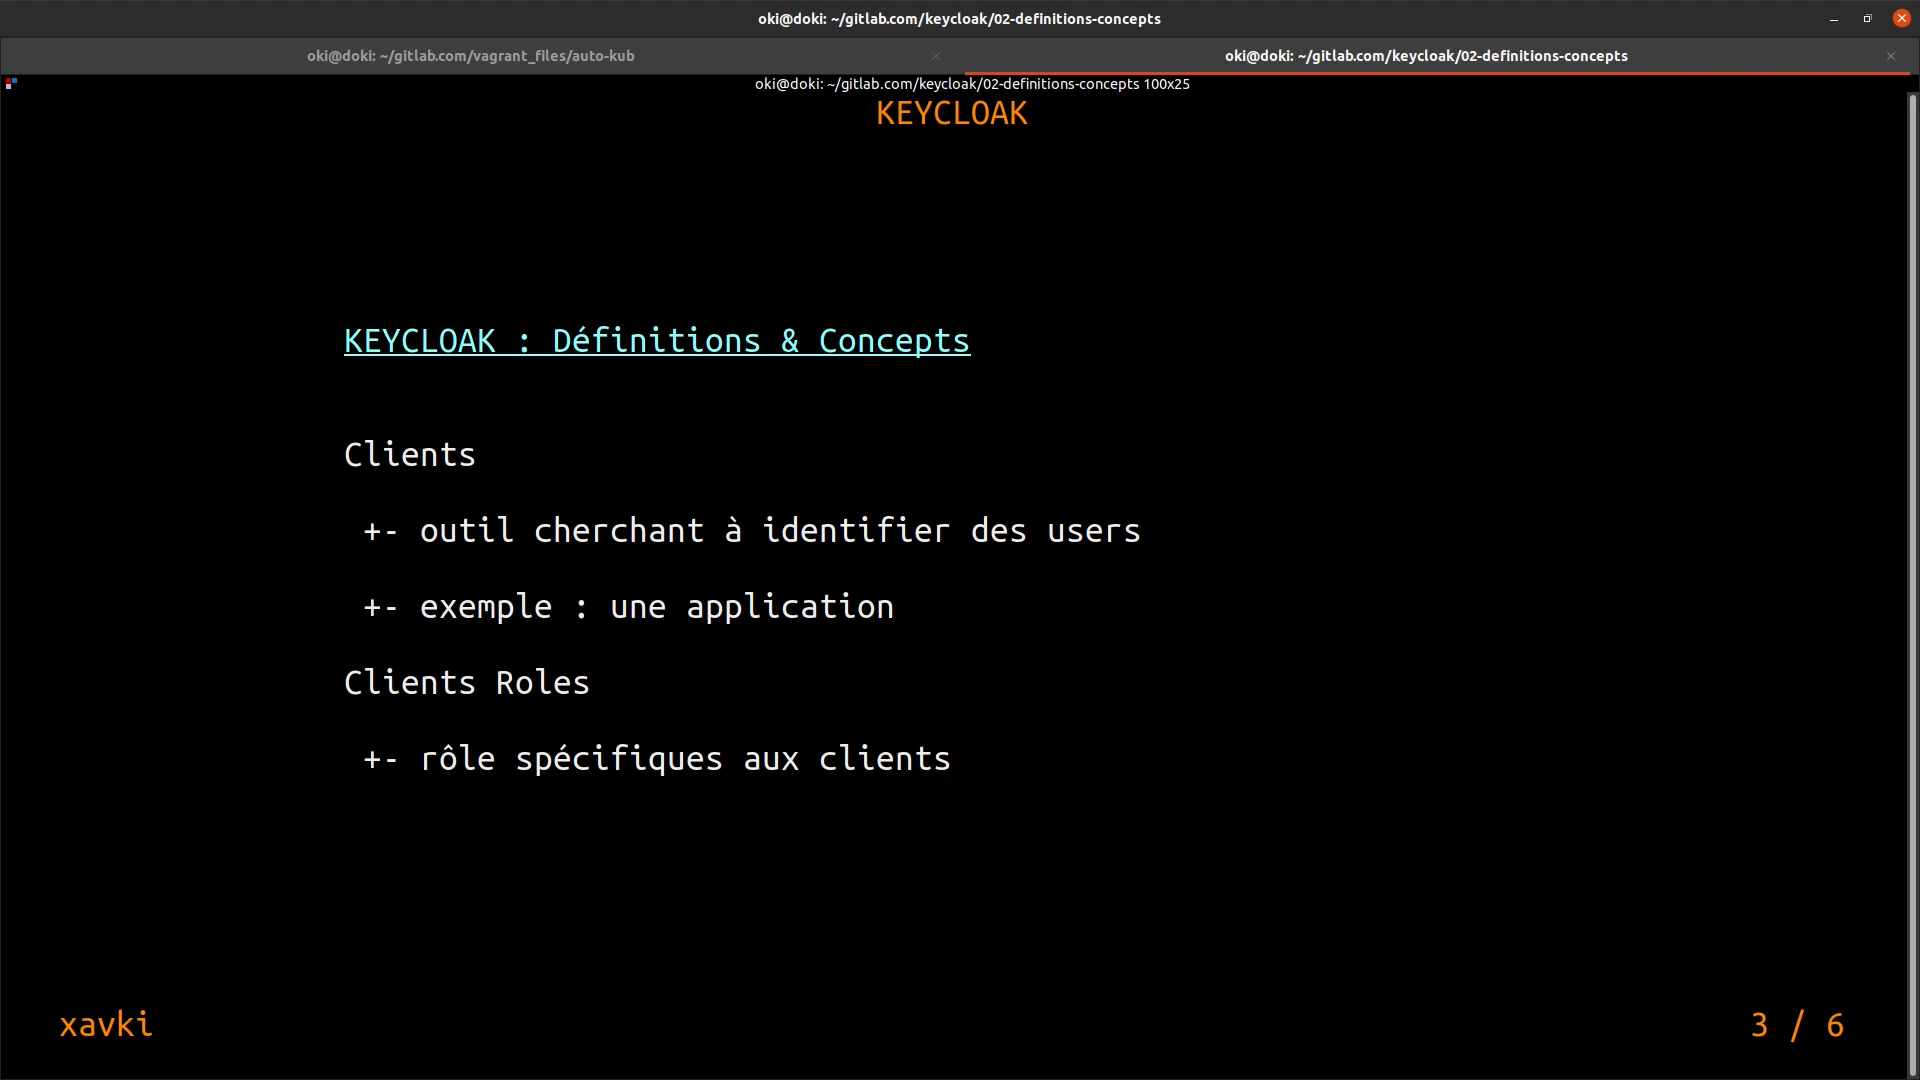 oki@doki: ~/gitlab.com/keycloak/02-definitions-concepts
oki@doki: ~/gitlab.com/vagrant_files/auto-kub
oki@doki: ~/gitlab.com/keycloak/02-definitions-concepts
oki@doki: ~/gitlab.com/keycloak/02-definitions-concepts 100x25
KEYCLOAK
KEYCLOAK : Définitions & Concepts
Clients
+- outil cherchant à identifier des users
+- exemple : une application
Clients Roles
+- rôle spécifiques aux clients
xavki
3 / 6